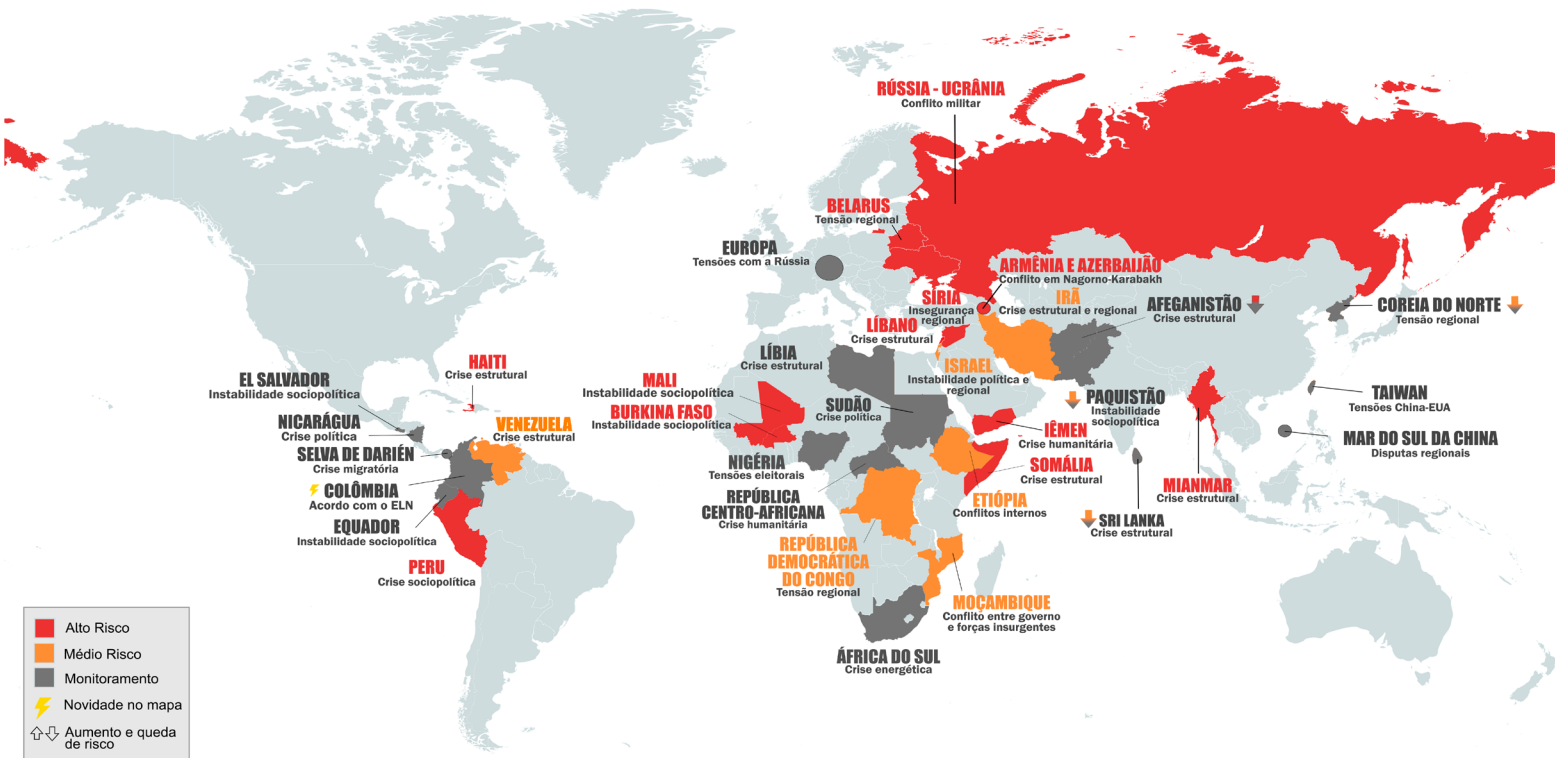 RÚSSIA - UCRÂNIA
Conflito militar
BELARUS
Tensão regional
EUROPA
Tensões com a Rússia
ARMÊNIA E AZERBAIJÃO
Conflito em Nagorno-Karabakh
SÍRIA
Insegurança
regional
IRÃ
Crise estrutural e regional
AFEGANISTÃO
Crise estrutural
COREIA DO NORTE
Tensão regional
LÍBANO
Crise estrutural
LÍBIA
Crise estrutural
ISRAEL
Instabilidade política e
regional
HAITI
Crise estrutural
EL SALVADOR
Instabilidade sociopolítica
MALI
Instabilidade sociopolítica
BURKINA FASO
Instabilidade sociopolítica
SUDÃO
Crise política
PAQUISTÃO
Instabilidade
sociopolítica
TAIWAN
Tensões China-EUA
NICARÁGUA
Crise política
VENEZUELA
Crise estrutural
SELVA DE DARIÉN
Crise migratória
IÊMEN
Crise humanitária
MAR DO SUL DA CHINA
Disputas regionais
NIGÉRIA
Tensões eleitorais
SOMÁLIA
Crise estrutural
MIANMAR
Crise estrutural
COLÔMBIA
Acordo com o ELN
REPÚBLICA
CENTRO-AFRICANA
Crise humanitária
ETIÓPIA
Conflitos internos
SRI LANKA
Crise estrutural
EQUADOR
Instabilidade sociopolítica
PERU
Crise sociopolítica
REPÚBLICA
DEMOCRÁTICA
DO CONGO
Tensão regional
MOÇAMBIQUE
Conflito entre governo
e forças insurgentes
ÁFRICA DO SUL
Crise energética
Alto Risco
Médio Risco
Monitoramento
Novidade no mapa
Aumento e queda
de risco